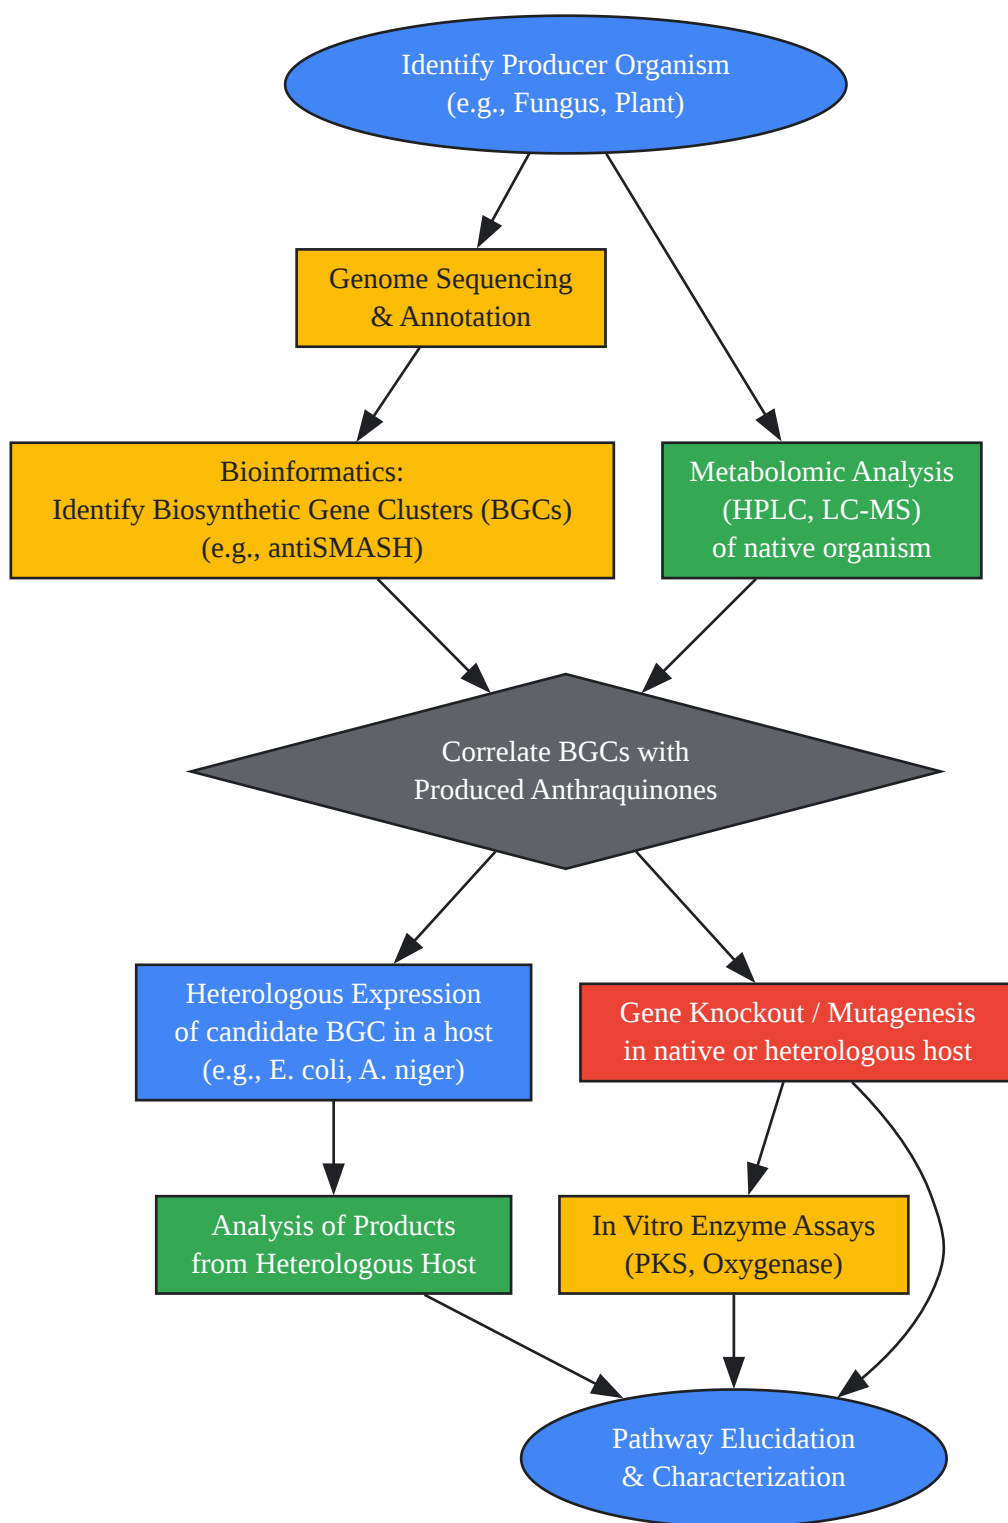 Identify Producer Organism
(e.g., Fungus, Plant)
Genome Sequencing
& Annotation
Bioinformatics:
Identify Biosynthetic Gene Clusters (BGCs)
(e.g., antiSMASH)
Metabolomic Analysis
(HPLC, LC-MS)
of native organism
Correlate BGCs with
Produced Anthraquinones
Heterologous Expression
of candidate BGC in a host
(e.g., E. coli, A. niger)
Gene Knockout / Mutagenesis
in native or heterologous host
Analysis of Products
from Heterologous Host
In Vitro Enzyme Assays
(PKS, Oxygenase)
Pathway Elucidation
& Characterization